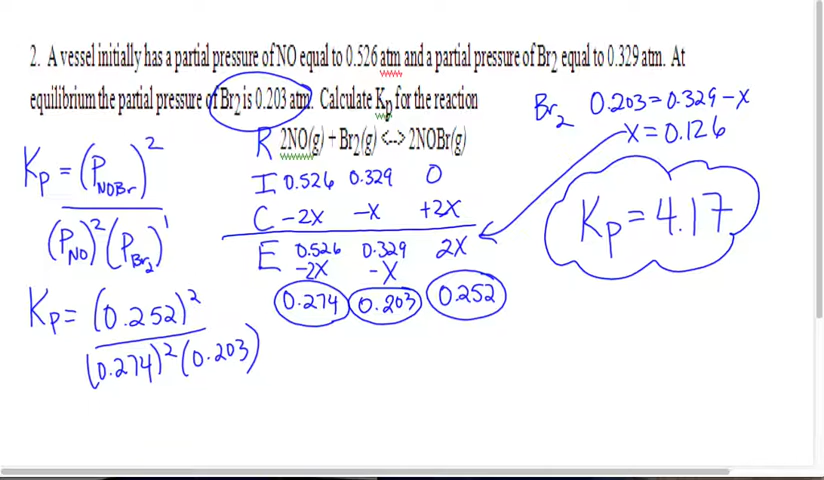 2. A vessel initially has a partial pressure of NO equal to 0.526 atm and a partial pressure of Br₂ equal to 0.329 atm. At
equilibrium the partial pressure of Br₂ is 0.203 atm. Calculate Kp for the reaction
R 2NO(g) + Br₂(g) <--> 2NOBr(g)
I 0.526 0.329 0
C -2X -X +2X
E 0.526 0.329 2X
-2X -X
0.274 0.203 0.252
Kp = (P_NOBr)²
(P_NO)² (P_Br₂)¹
Kp = (0.252)²
(0.274)² (0.203)
Br₂ 0.203 = 0.329 - X
-X = 0.126
Kp = 4.17